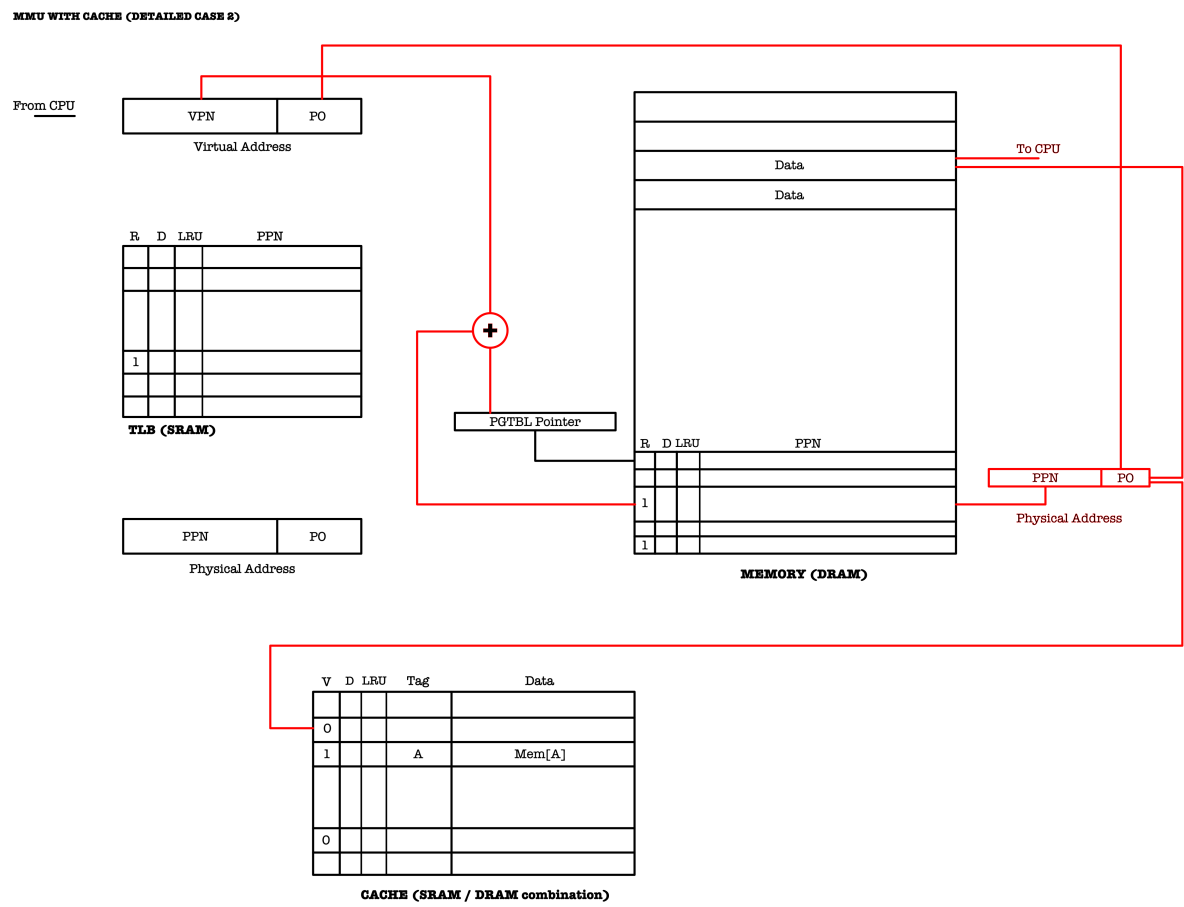 MMU WITH CACHE (DETAILED CASE 2)
From CPU
VPN PO
Virtual Address
Data
To CPU
Data
R D LRU PPN
1
TLB (SRAM)
+
PGTBL Pointer
R D LRU PPN
1
1
MEMORY (DRAM)
PPN PO
Physical Address
PPN PO
Physical Address
V D LRU Tag Data
0
1 A Mem[A]
0
CACHE (SRAM / DRAM combination)